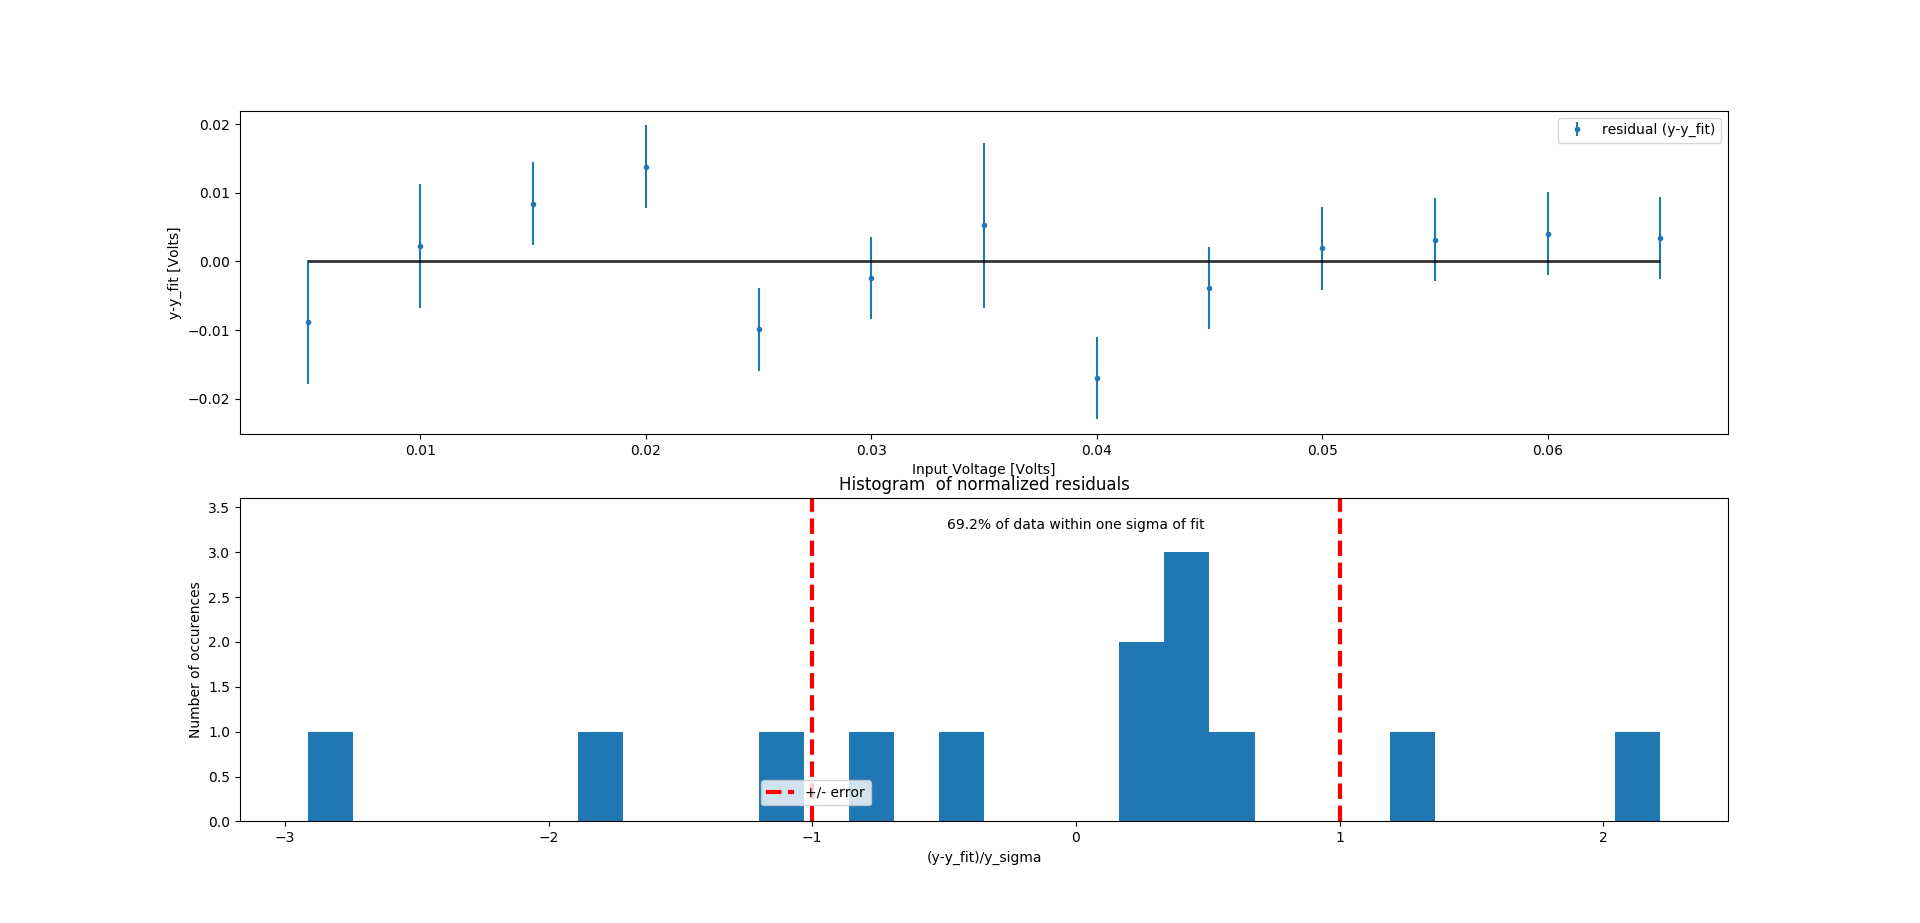 residual (y-y_fit)
0.02
0.01
0.00
−0.01
−0.02
y-y_fit [Volts]
0.01 0.02 0.03 0.04 0.05 0.06
Input Voltage [Volts]
Histogram  of normalized residuals
69.2% of data within one sigma of fit
3.5
3.0
2.5
2.0
1.5
1.0
0.5
0.0
Number of occurences
+/- error
−3 −2 −1 0 1 2
(y-y_fit)/y_sigma